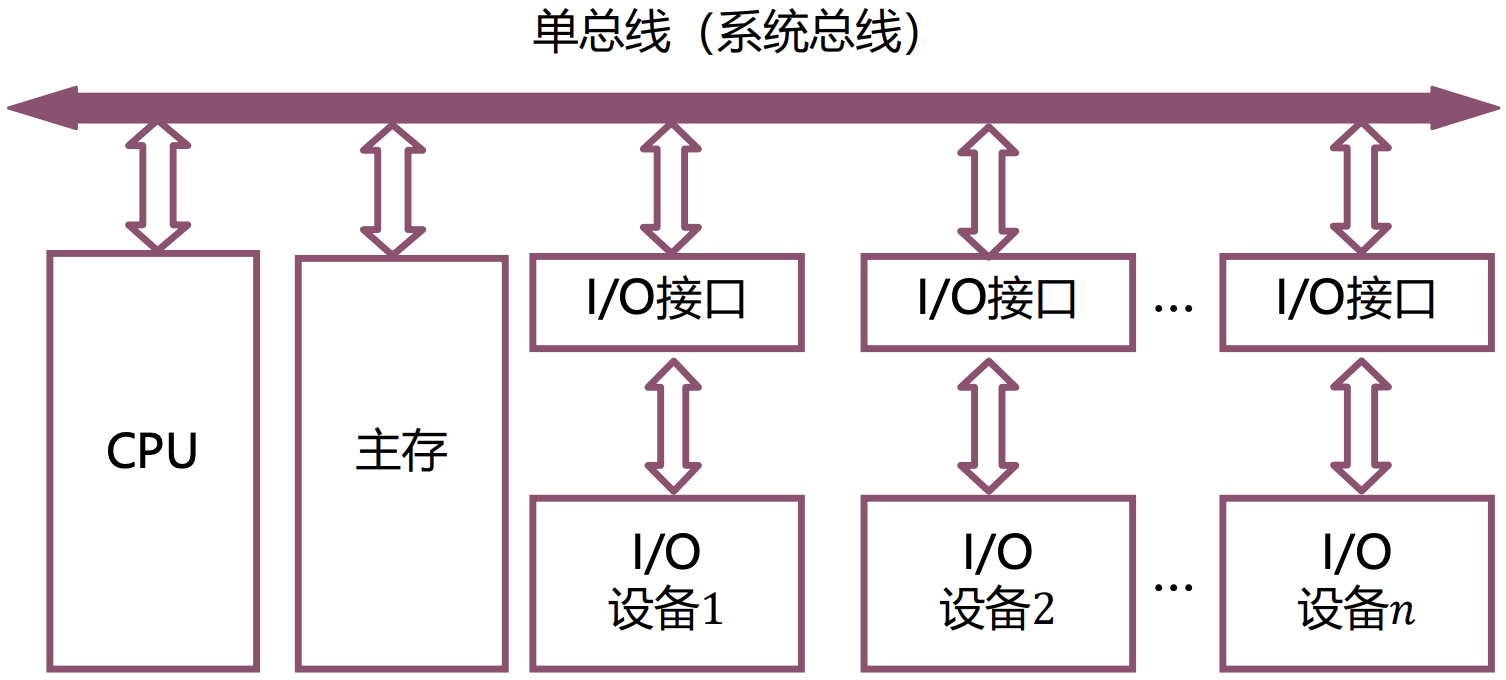 单总线（系统总线）
I/O接口
I/O接口
...
I/O接口
CPU
主存
I/O
设备1
I/O
设备2
...
I/O
设备n